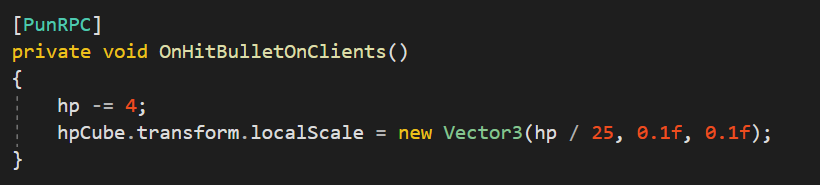 [PunRPC]
private void OnHitBulletOnClients()
{
    hp -= 4;
    hpCube.transform.localScale = new Vector3(hp / 25, 0.1f, 0.1f);
}